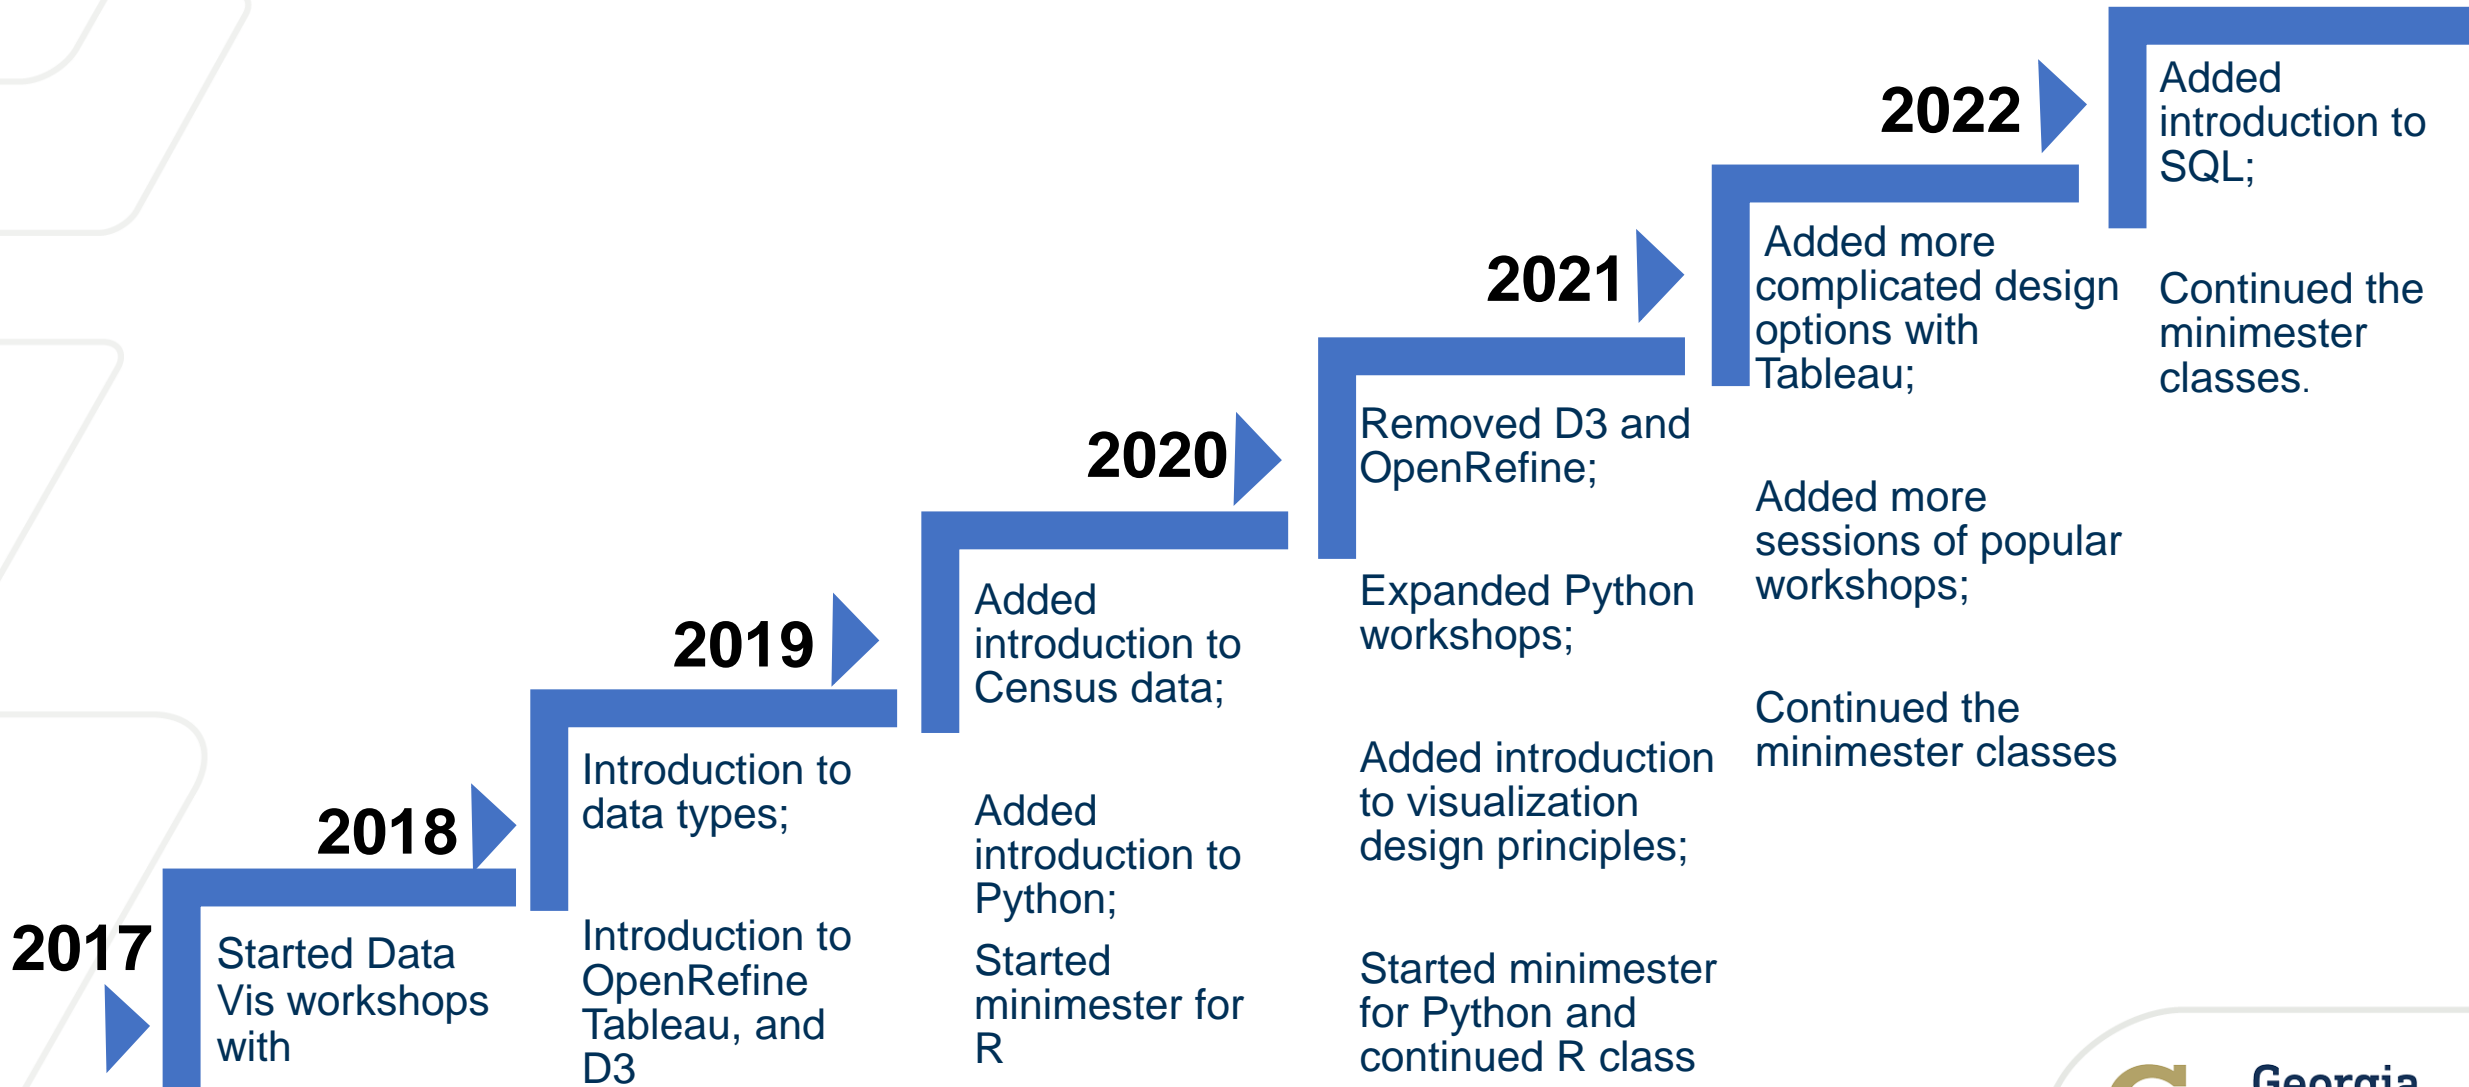 2017
Started Data
Vis workshops
with
2018
Introduction to
data types;
Introduction to
OpenRefine
Tableau, and
D3
2019
Added
introduction to
Census data;
Added
introduction to
Python;
Started
minimester for
R
2020
Removed D3 and
OpenRefine;
Expanded Python
workshops;
Added introduction
to visualization
design principles;
Started minimester
for Python and
continued R class
2021
Added more
complicated design
options with
Tableau;
Added more
sessions of popular
workshops;
Continued the
minimester classes
2022
Added
introduction to
SQL;
Continued the
minimester
classes.
Georgia